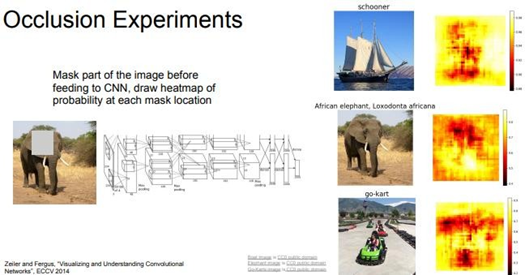 Occlusion Experiments
Mask part of the image before
feeding to CNN, draw heatmap of
probability at each mask location
schooner
African elephant, Loxodonta africana
go-kart
Zeiler and Fergus, "Visualizing and Understanding Convolutional
Networks", ECCV 2014
Boat image is CC0 public domain
Elephant image is CC0 public domain
Go-Karts image is CC0 public domain